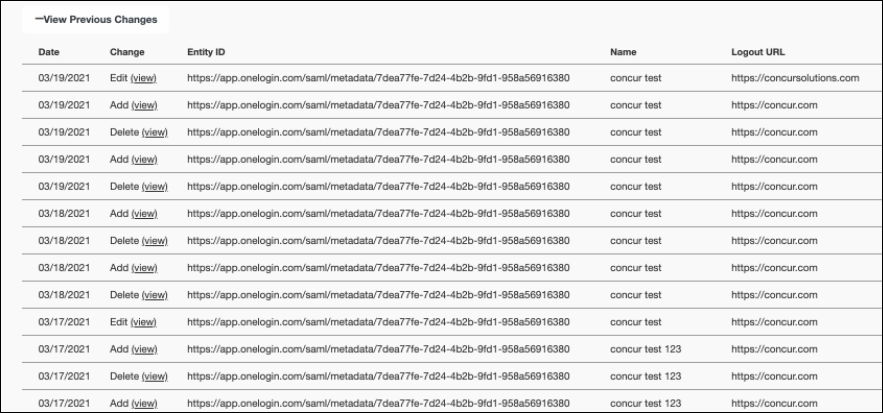 —View Previous Changes
Date Change Entity ID Name Logout URL
03/19/2021 Edit (view) https://app.onelogin.com/saml/metadata/7dea77fe-7d24-4b2b-9fd1-958a56916380 concur test https://concursolutions.com
03/19/2021 Add (view) https://app.onelogin.com/saml/metadata/7dea77fe-7d24-4b2b-9fd1-958a56916380 concur test https://concur.com
03/19/2021 Delete (view) https://app.onelogin.com/saml/metadata/7dea77fe-7d24-4b2b-9fd1-958a56916380 concur test https://concur.com
03/19/2021 Add (view) https://app.onelogin.com/saml/metadata/7dea77fe-7d24-4b2b-9fd1-958a56916380 concur test https://concur.com
03/19/2021 Delete (view) https://app.onelogin.com/saml/metadata/7dea77fe-7d24-4b2b-9fd1-958a56916380 concur test https://concur.com
03/18/2021 Add (view) https://app.onelogin.com/saml/metadata/7dea77fe-7d24-4b2b-9fd1-958a56916380 concur test https://concur.com
03/18/2021 Delete (view) https://app.onelogin.com/saml/metadata/7dea77fe-7d24-4b2b-9fd1-958a56916380 concur test https://concur.com
03/18/2021 Add (view) https://app.onelogin.com/saml/metadata/7dea77fe-7d24-4b2b-9fd1-958a56916380 concur test https://concur.com
03/18/2021 Delete (view) https://app.onelogin.com/saml/metadata/7dea77fe-7d24-4b2b-9fd1-958a56916380 concur test https://concur.com
03/17/2021 Edit (view) https://app.onelogin.com/saml/metadata/7dea77fe-7d24-4b2b-9fd1-958a56916380 concur test https://concur.com
03/17/2021 Add (view) https://app.onelogin.com/saml/metadata/7dea77fe-7d24-4b2b-9fd1-958a56916380 concur test 123 https://concur.com
03/17/2021 Delete (view) https://app.onelogin.com/saml/metadata/7dea77fe-7d24-4b2b-9fd1-958a56916380 concur test 123 https://concur.com
03/17/2021 Add (view) https://app.onelogin.com/saml/metadata/7dea77fe-7d24-4b2b-9fd1-958a56916380 concur test 123 https://concur.com